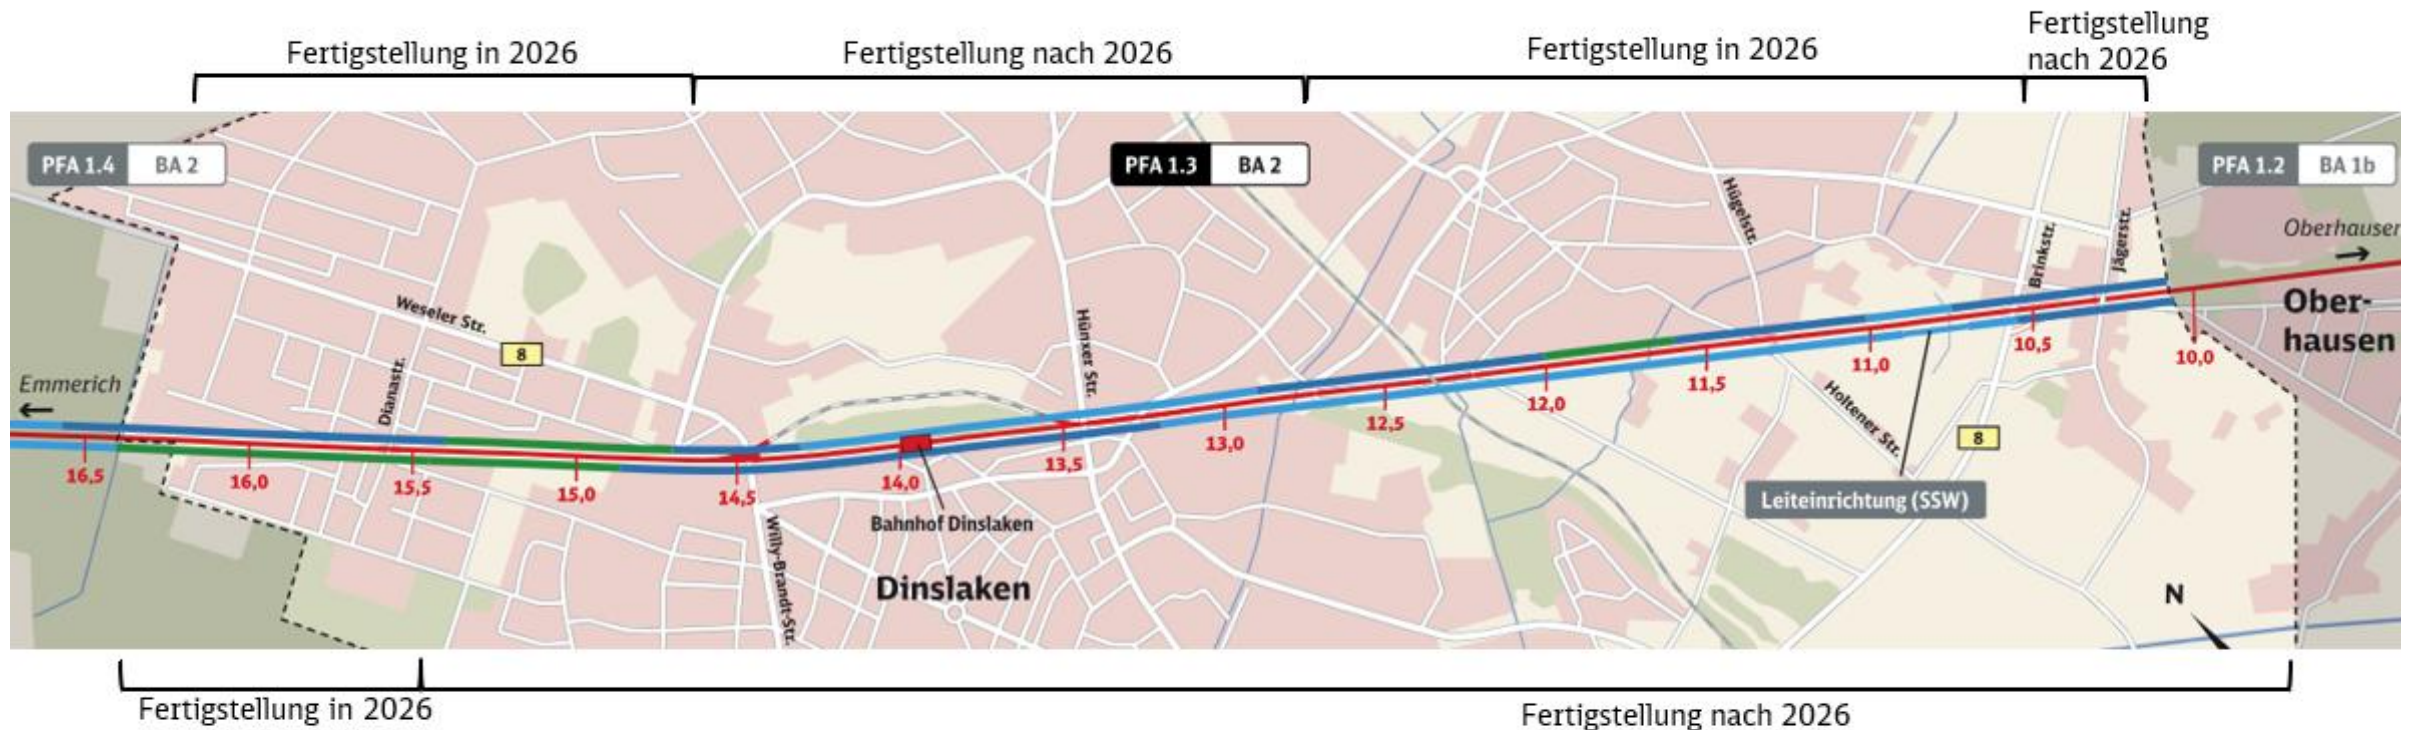 Fertigstellung in 2026
Fertigstellung nach 2026
Fertigstellung in 2026
Fertigstellung
nach 2026
PFA 1.4 BA 2
PFA 1.3 BA 2
PFA 1.2 BA 1b
Hügelstr.
Brinkstr.
Jägerstr.
Oberhausen
→
Ober-
hausen
Weseler Str.
8
Hünxer Str.
Dianastr.
Emmerich
←
16,5
16,0
15,5
15,0
14,5
14,0
13,5
13,0
12,5
12,0
11,5
11,0
10,5
10,0
Holtener Str.
8
Leiteinrichtung (SSW)
Bahnhof Dinslaken
Willy-Brandt-Str.
Dinslaken
N
Fertigstellung in 2026
Fertigstellung nach 2026